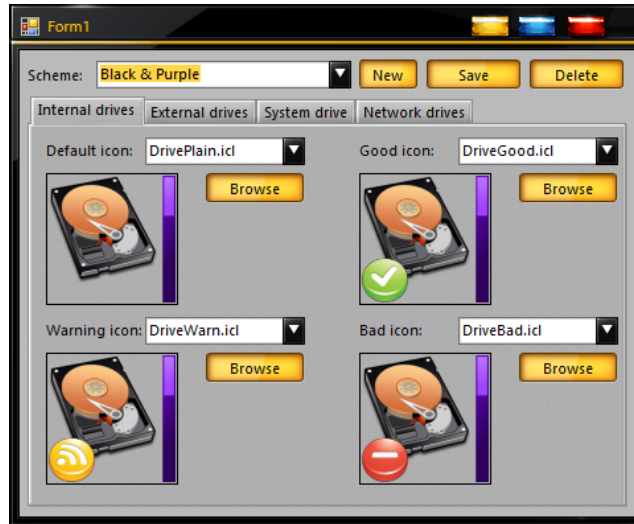 Form1
Scheme: Black & Purple New Save Delete
Internal drives External drives System drive Network drives
Default icon: DrivePlain.icl Good icon: DriveGood.icl
Browse Browse
Warning icon: DriveWarn.icl Bad icon: DriveBad.icl
Browse Browse